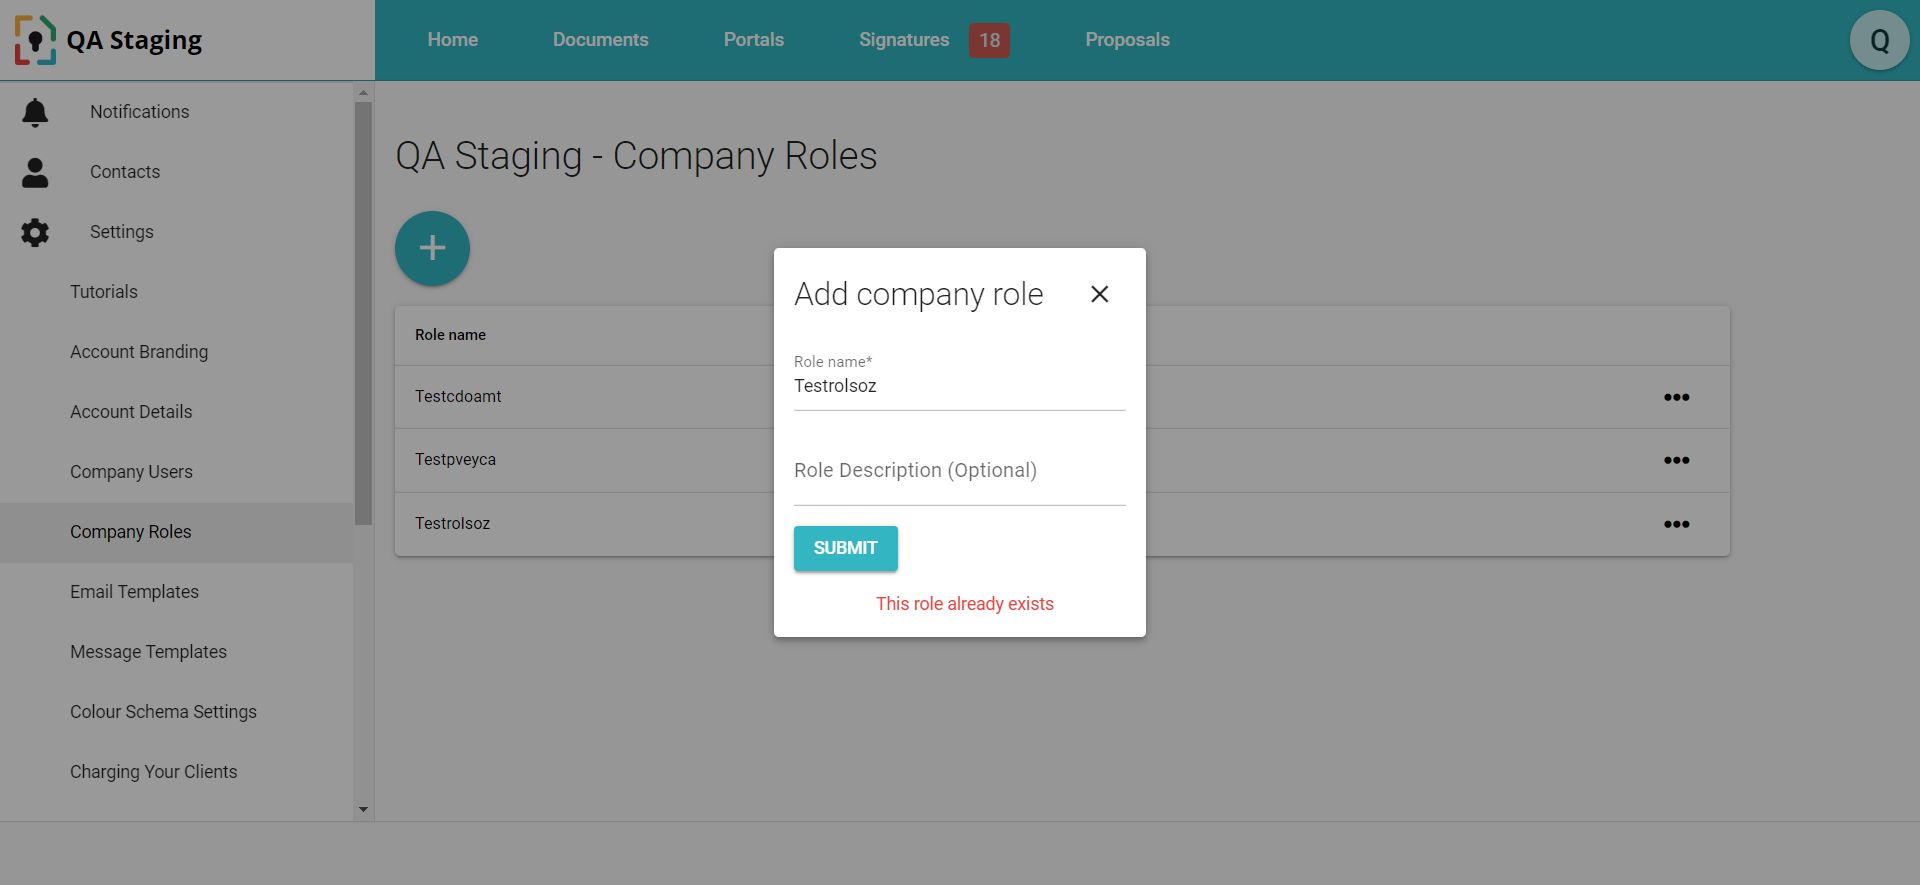 QA Staging
Home
Documents
Portals
Signatures 18
Proposals
Q
Notifications
Contacts
Settings
Tutorials
Account Branding
Account Details
Company Users
Company Roles
Email Templates
Message Templates
Colour Schema Settings
Charging Your Clients
QA Staging - Company Roles
Role name
Testcdoamt
Testpveyca
Testrolsoz
Add company role
Role name*
Testrolsoz
Role Description (Optional)
SUBMIT
This role already exists